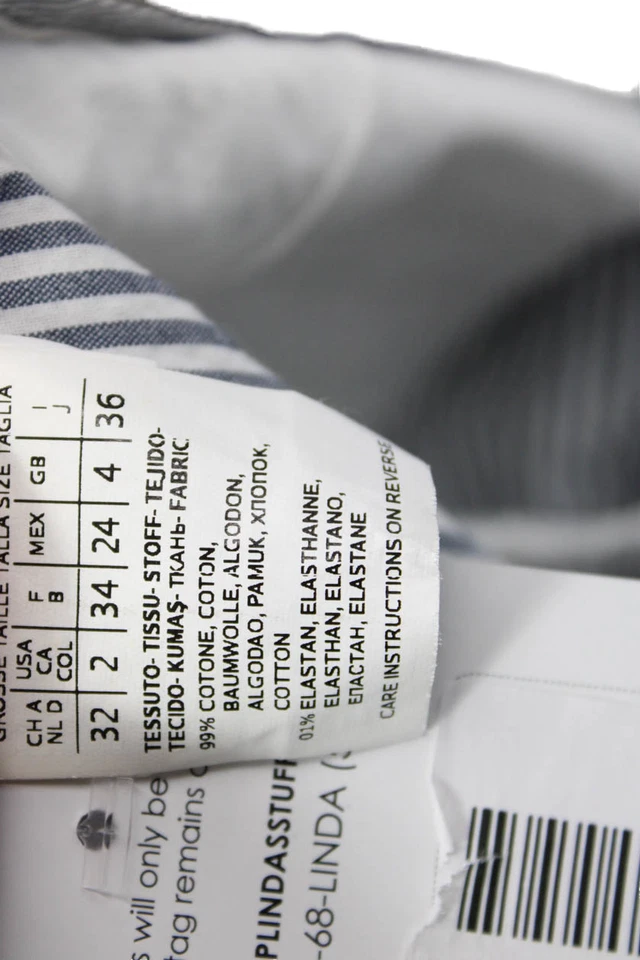 GROSSE TAILLE TALLA SIZE TAGLIA
CH A USA F MEX GB I
NL D CA B J
COL
32 2 34 24 4 36
TESSUTO- TISSU- STOFF- TEJIDO-
TECIDO- KUMAŞ- ТКАНЬ- FABRIC:
99% COTONE, COTON,
BAUMWOLLE, ALGODON,
ALGODAO, PAMUK, ХЛОПОК,
COTTON
01% ELASTAN, ELASTHANNE,
ELASTHAN, ELASTANO,
ЕПАСТАН, ELASTANE
CARE INSTRUCTIONS ON REVERSE
s will only be
tag remains
PLINDASSTUFF
-68-LINDA (